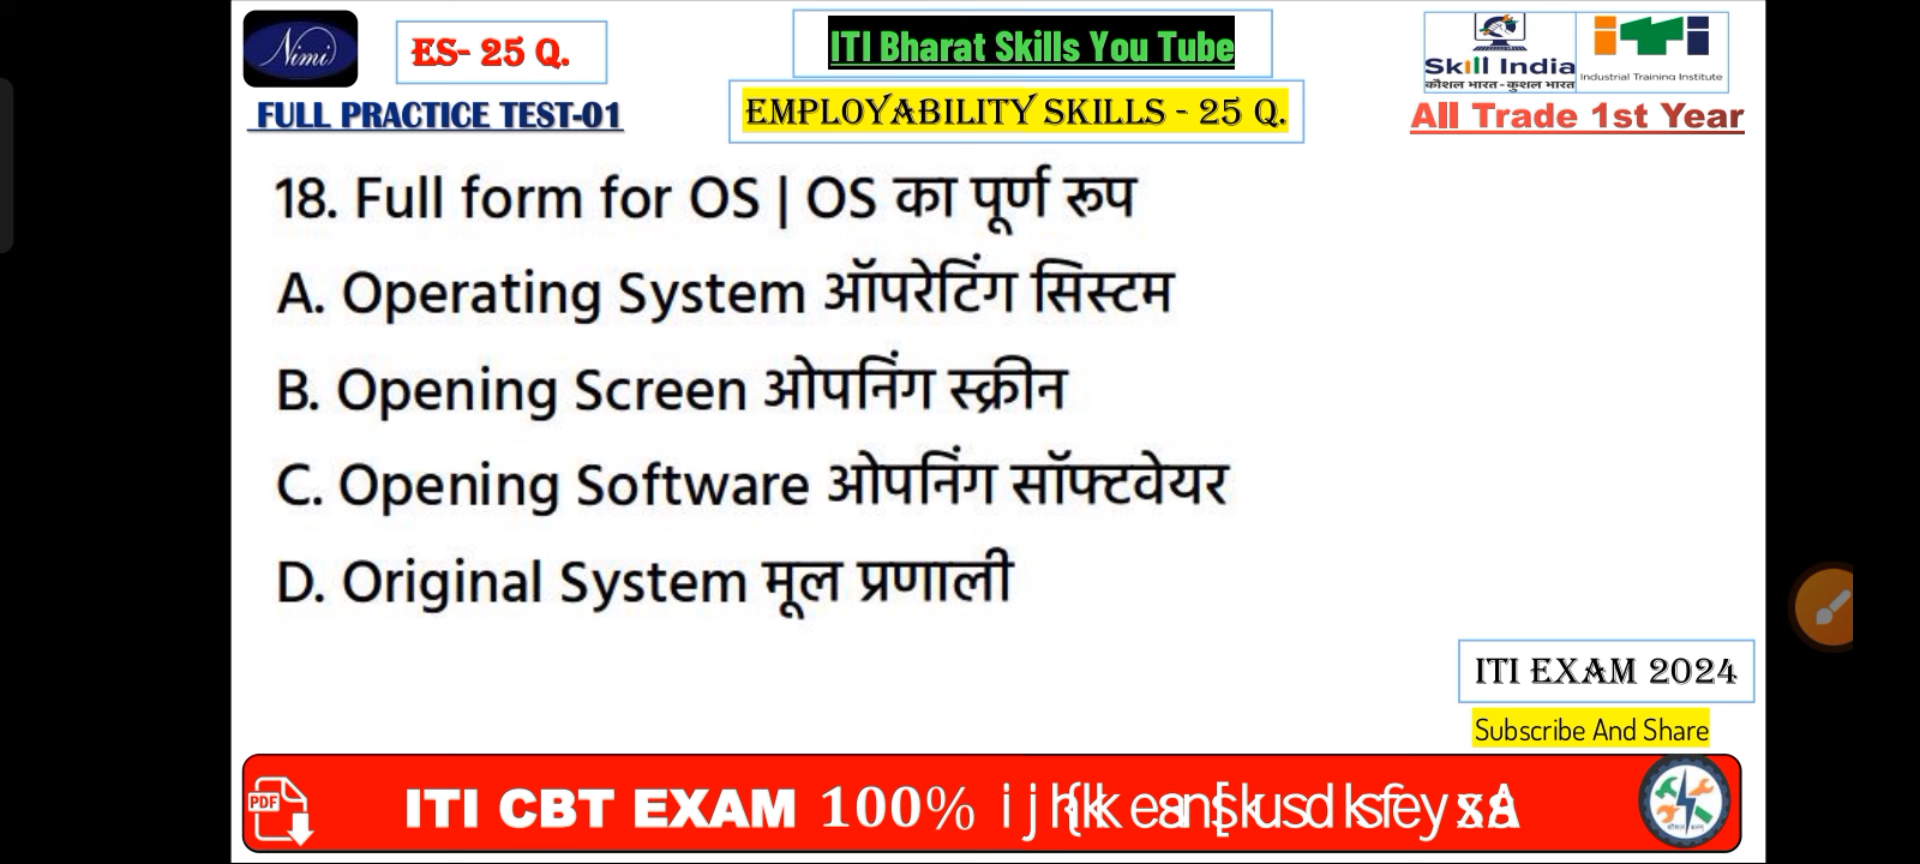 Nimi
ES- 25 Q.
ITI Bharat Skills You Tube
Skill India
कौशल भारत-कुशल भारत
iTi
Industrial Training Institute
FULL PRACTICE TEST-01
EMPLOYABILITY SKILLS - 25 Q.
All Trade 1st Year
18. Full form for OS | OS का पूर्ण रूप
A. Operating System ऑपरेटिंग सिस्टम
B. Opening Screen ओपनिंग स्क्रीन
C. Opening Software ओपनिंग सॉफ्टवेयर
D. Original System मूल प्रणाली
ITI EXAM 2024
Subscribe And Share
PDF
ITI CBT EXAM 100%